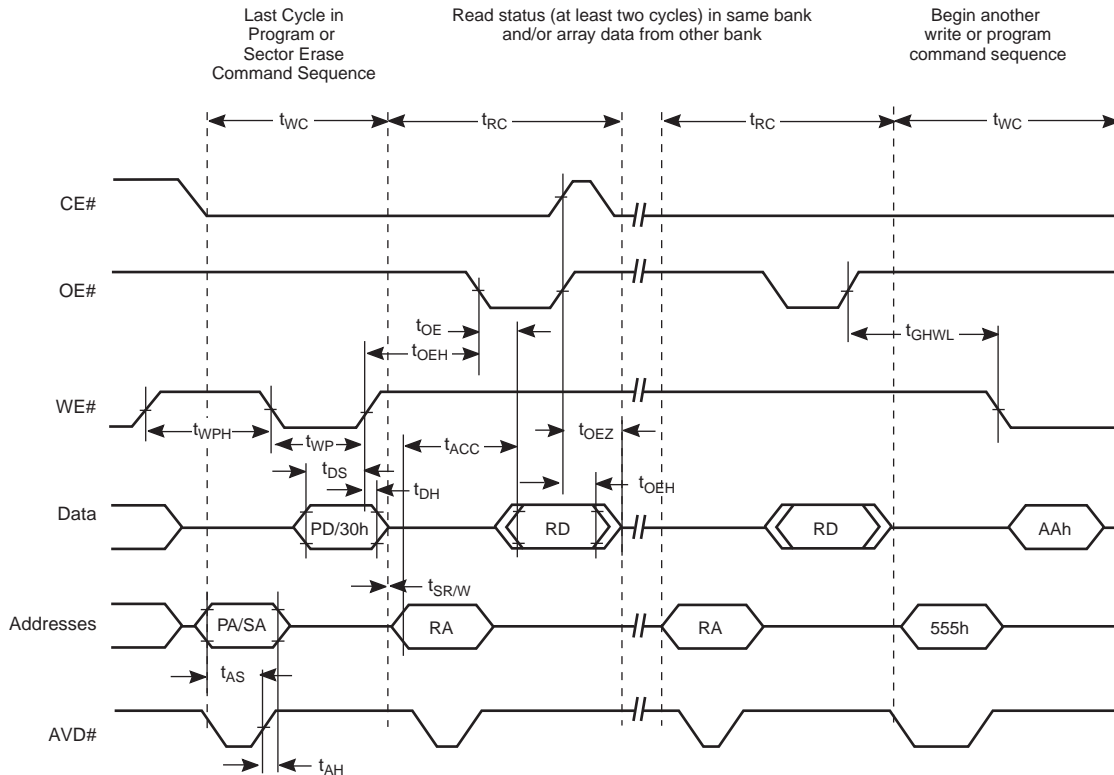 Last Cycle in
Program or
Sector Erase
Command Sequence
Read status (at least two cycles) in same bank
and/or array data from other bank
Begin another
write or program
command sequence
tWC
tRC
tRC
tWC
CE#
OE#
tOE
tOEH
tGHWL
WE#
tWPH
tWP
tACC
tOEZ
tDS
tDH
tOEH
Data
PD/30h
RD
RD
AAh
tSR/W
Addresses
PA/SA
RA
RA
555h
tAS
AVD#
tAH